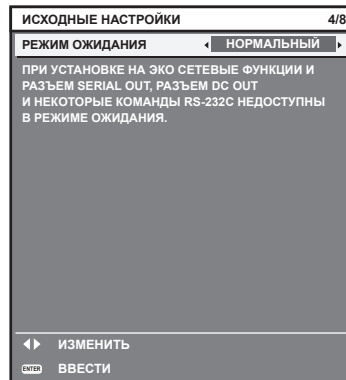 ИСХОДНЫЕ НАСТРОЙКИ 4/8
РЕЖИМ ОЖИДАНИЯ НОРМАЛЬНЫЙ
ПРИ УСТАНОВКЕ НА ЭКО СЕТЕВЫЕ ФУНКЦИИ И
РАЗЪЕМ SERIAL OUT, РАЗЪЕМ DC OUT
И НЕКОТОРЫЕ КОМАНДЫ RS-232C НЕДОСТУПНЫ
В РЕЖИМЕ ОЖИДАНИЯ.
ИЗМЕНИТЬ
ENTER ВВЕСТИ